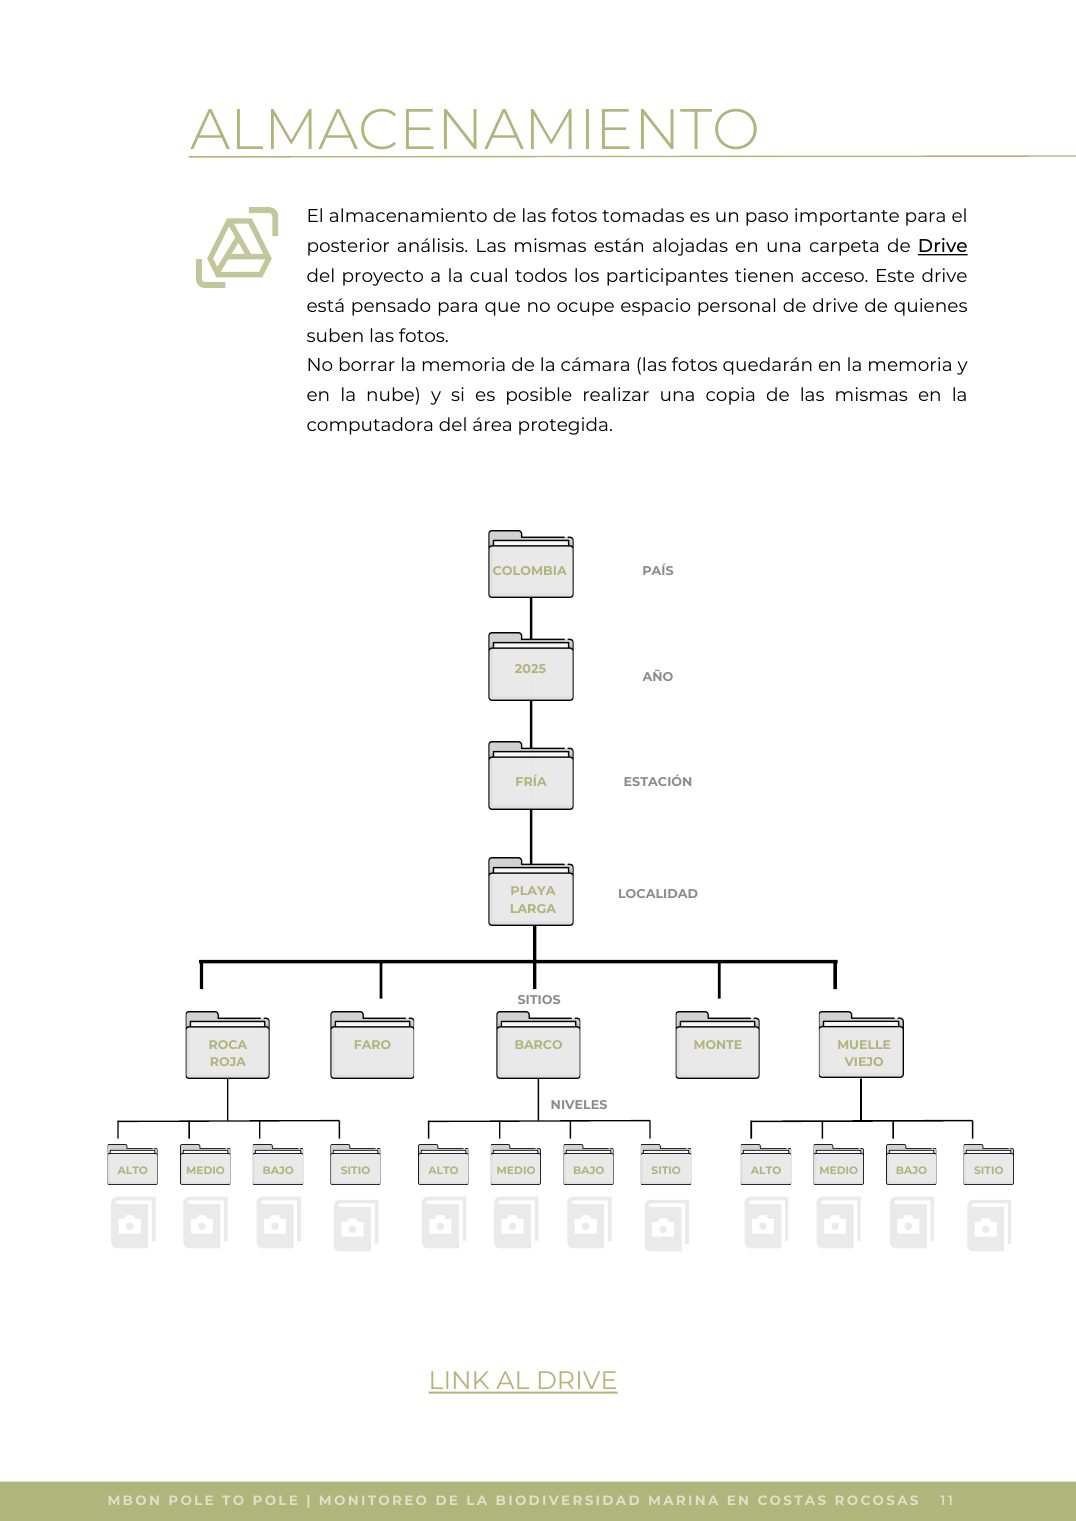 ALMACENAMIENTO
El almacenamiento de las fotos tomadas es un paso importante para el
posterior análisis. Las mismas están alojadas en una carpeta de Drive
del proyecto a la cual todos los participantes tienen acceso. Este drive
está pensado para que no ocupe espacio personal de drive de quienes
suben las fotos.
No borrar la memoria de la cámara (las fotos quedarán en la memoria y
en la nube) y si es posible realizar una copia de las mismas en la
computadora del área protegida.
COLOMBIA PAÍS
2025
AÑO
FRÍA ESTACIÓN
PLAYA
LARGA
LOCALIDAD
SITIOS
ROCA
ROJA
FARO
BARCO
MONTE
MUELLE
VIEJO
NIVELES
ALTO MEDIO BAJO SITIO ALTO MEDIO BAJO SITIO ALTO MEDIO BAJO SITIO
LINK AL DRIVE
MBON POLE TO POLE | MONITOREO DE LA BIODIVERSIDAD MARINA EN COSTAS ROCOSAS 11